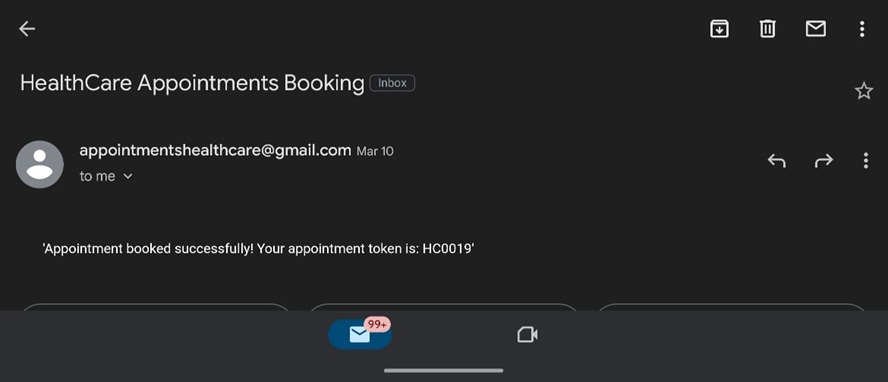 HealthCare Appointments Booking Inbox
appointmentshealthcare@gmail.com Mar 10
to me
'Appointment booked successfully! Your appointment token is: HC0019'
99+